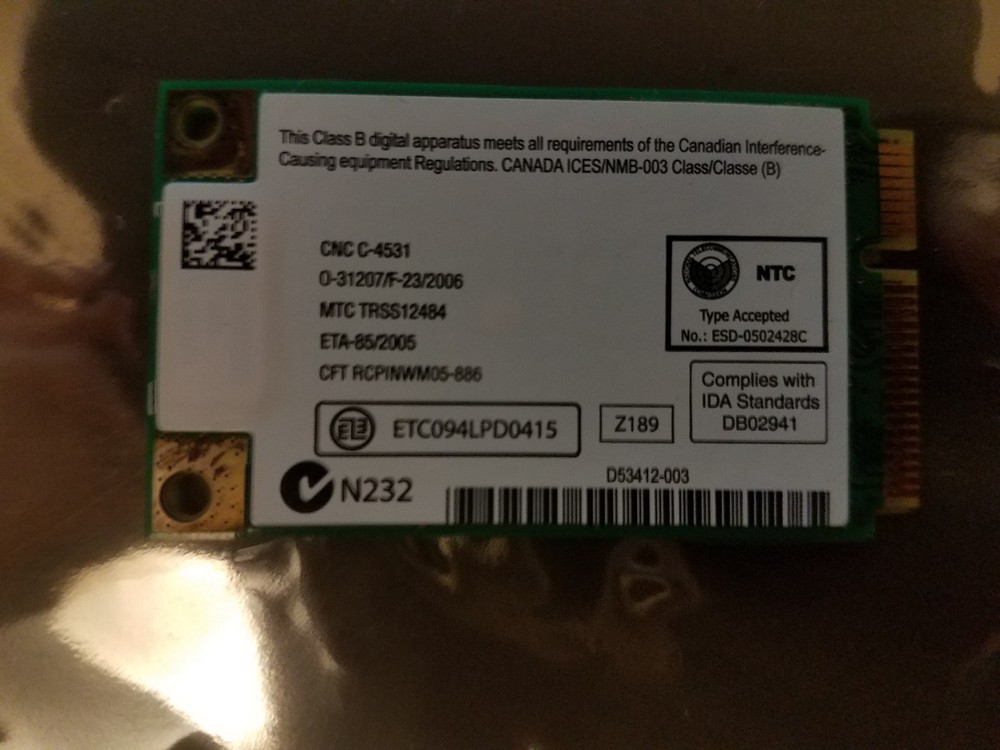 This Class B digital apparatus meets all requirements of the Canadian Interference-
Causing equipment Regulations. CANADA ICES/NMB-003 Class/Classe (B)
CNC C-4531
O-31207/F-23/2006
MTC TRSS12484
ETA-85/2005
CFT RCPINWM05-886
ETC094LPD0415
Z189
N232
NTC
Type Accepted
No.: ESD-0502428C
Complies with
IDA Standards
DB02941
D53412-003